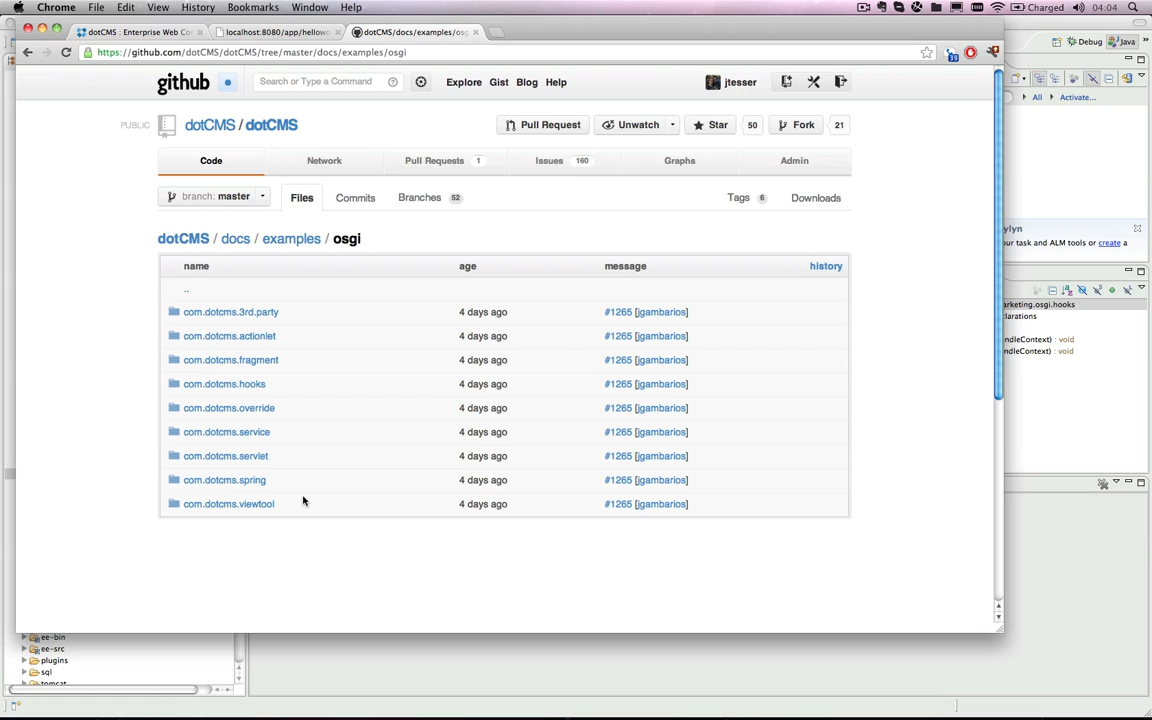 Chrome File Edit View History Bookmarks Window Help Charged 04:04
dotCMS : Enterprise Web Co localhost:8080/app/hellowo dotCMS/docs/examples/osg
https://github.com/dotCMS/dotCMS/tree/master/docs/examples/osgi
Debug Java
github Search or Type a Command Explore Gist Blog Help jtesser
All Activate...
PUBLIC dotCMS / dotCMS Pull Request Unwatch Star 50 Fork 21
Code Network Pull Requests 1 Issues 160 Graphs Admin
branch: master Files Commits Branches 52 Tags 6 Downloads
ylyn
our task and ALM tools or create a
dotCMS / docs / examples / osgi
name age message history
..
com.dotcms.3rd.party 4 days ago #1265 [jgambarios]
com.dotcms.actionlet 4 days ago #1265 [jgambarios]
com.dotcms.fragment 4 days ago #1265 [jgambarios]
com.dotcms.hooks 4 days ago #1265 [jgambarios]
com.dotcms.override 4 days ago #1265 [jgambarios]
com.dotcms.service 4 days ago #1265 [jgambarios]
com.dotcms.servlet 4 days ago #1265 [jgambarios]
com.dotcms.spring 4 days ago #1265 [jgambarios]
com.dotcms.viewtool 4 days ago #1265 [jgambarios]
arketing.osgi.hooks
larations
ndleContext) : void
ndleContext) : void
ee-bin
ee-src
plugins
sql
tomcat